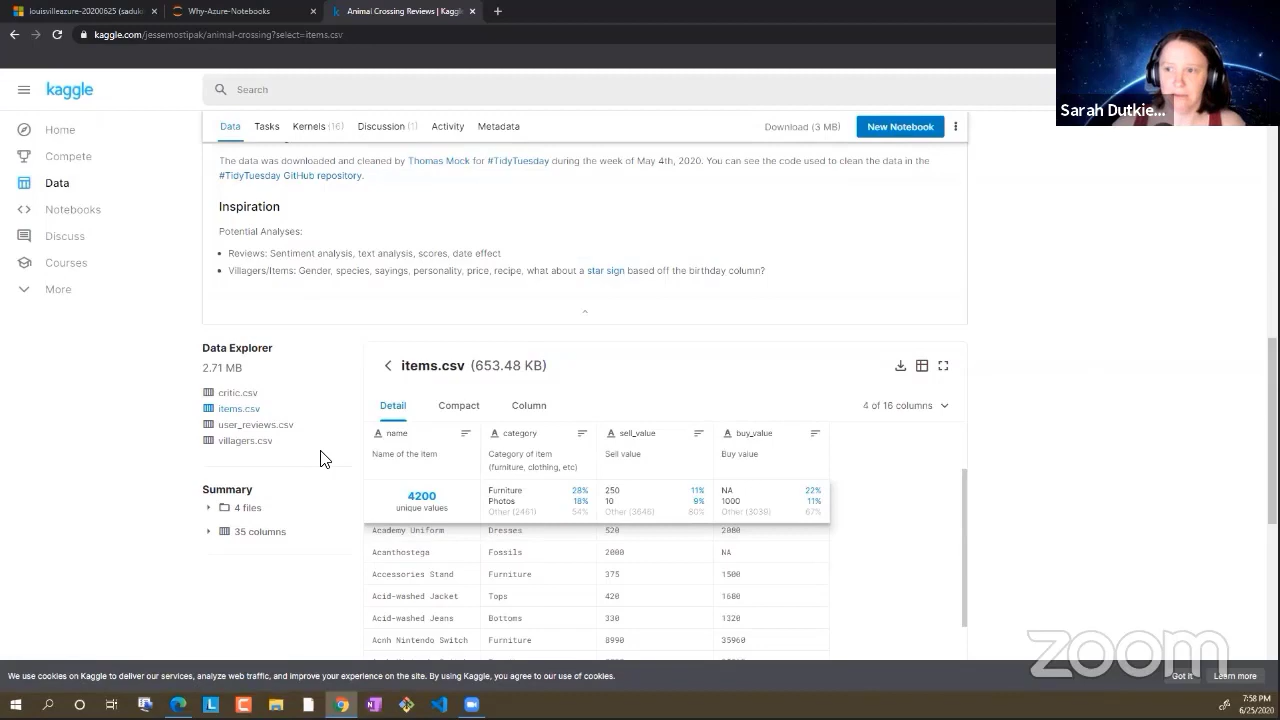 louisvilleazure-20200625 (saduk
Why-Azure-Notebooks
Animal Crossing Reviews | Kaggle
kaggle.com/jessemostipak/animal-crossing?select=items.csv
Sarah Dutkie...
kaggle
Search
Home
Compete
Data
Notebooks
Discuss
Courses
More
Data Tasks Kernels (16) Discussion (1) Activity Metadata Download (3 MB) New Notebook
The data was downloaded and cleaned by Thomas Mock for #TidyTuesday during the week of May 4th, 2020. You can see the code used to clean the data in the
#TidyTuesday GitHub repository.
Inspiration
Potential Analyses:
Reviews: Sentiment analysis, text analysis, scores, date effect
Villagers/Items: Gender, species, sayings, personality, price, recipe, what about a star sign based off the birthday column?
Data Explorer
2.71 MB
critic.csv
items.csv
user_reviews.csv
villagers.csv
Summary
4 files
35 columns
items.csv (653.48 KB)
Detail Compact Column 4 of 16 columns
name category sell_value buy_value
Name of the item Category of item Sell value Buy value
(furniture, clothing, etc)
4200
unique values
Furniture 28% 250 11% NA 22%
Photos 18% 10 9% 1000 11%
Other (2461) 54% Other (3646) 80% Other (3039) 67%
Academy Uniform Dresses 520 2080
Acanthostega Fossils 2000 NA
Accessories Stand Furniture 375 1500
Acid-washed Jacket Tops 420 1680
Acid-washed Jeans Bottoms 330 1320
Acnh Nintendo Switch Furniture 8990 35960
zoom
We use cookies on Kaggle to deliver our services, analyze web traffic, and improve your experience on the site. By using Kaggle, you agree to our use of cookies. Got it Learn more
7:58 PM
6/25/2020